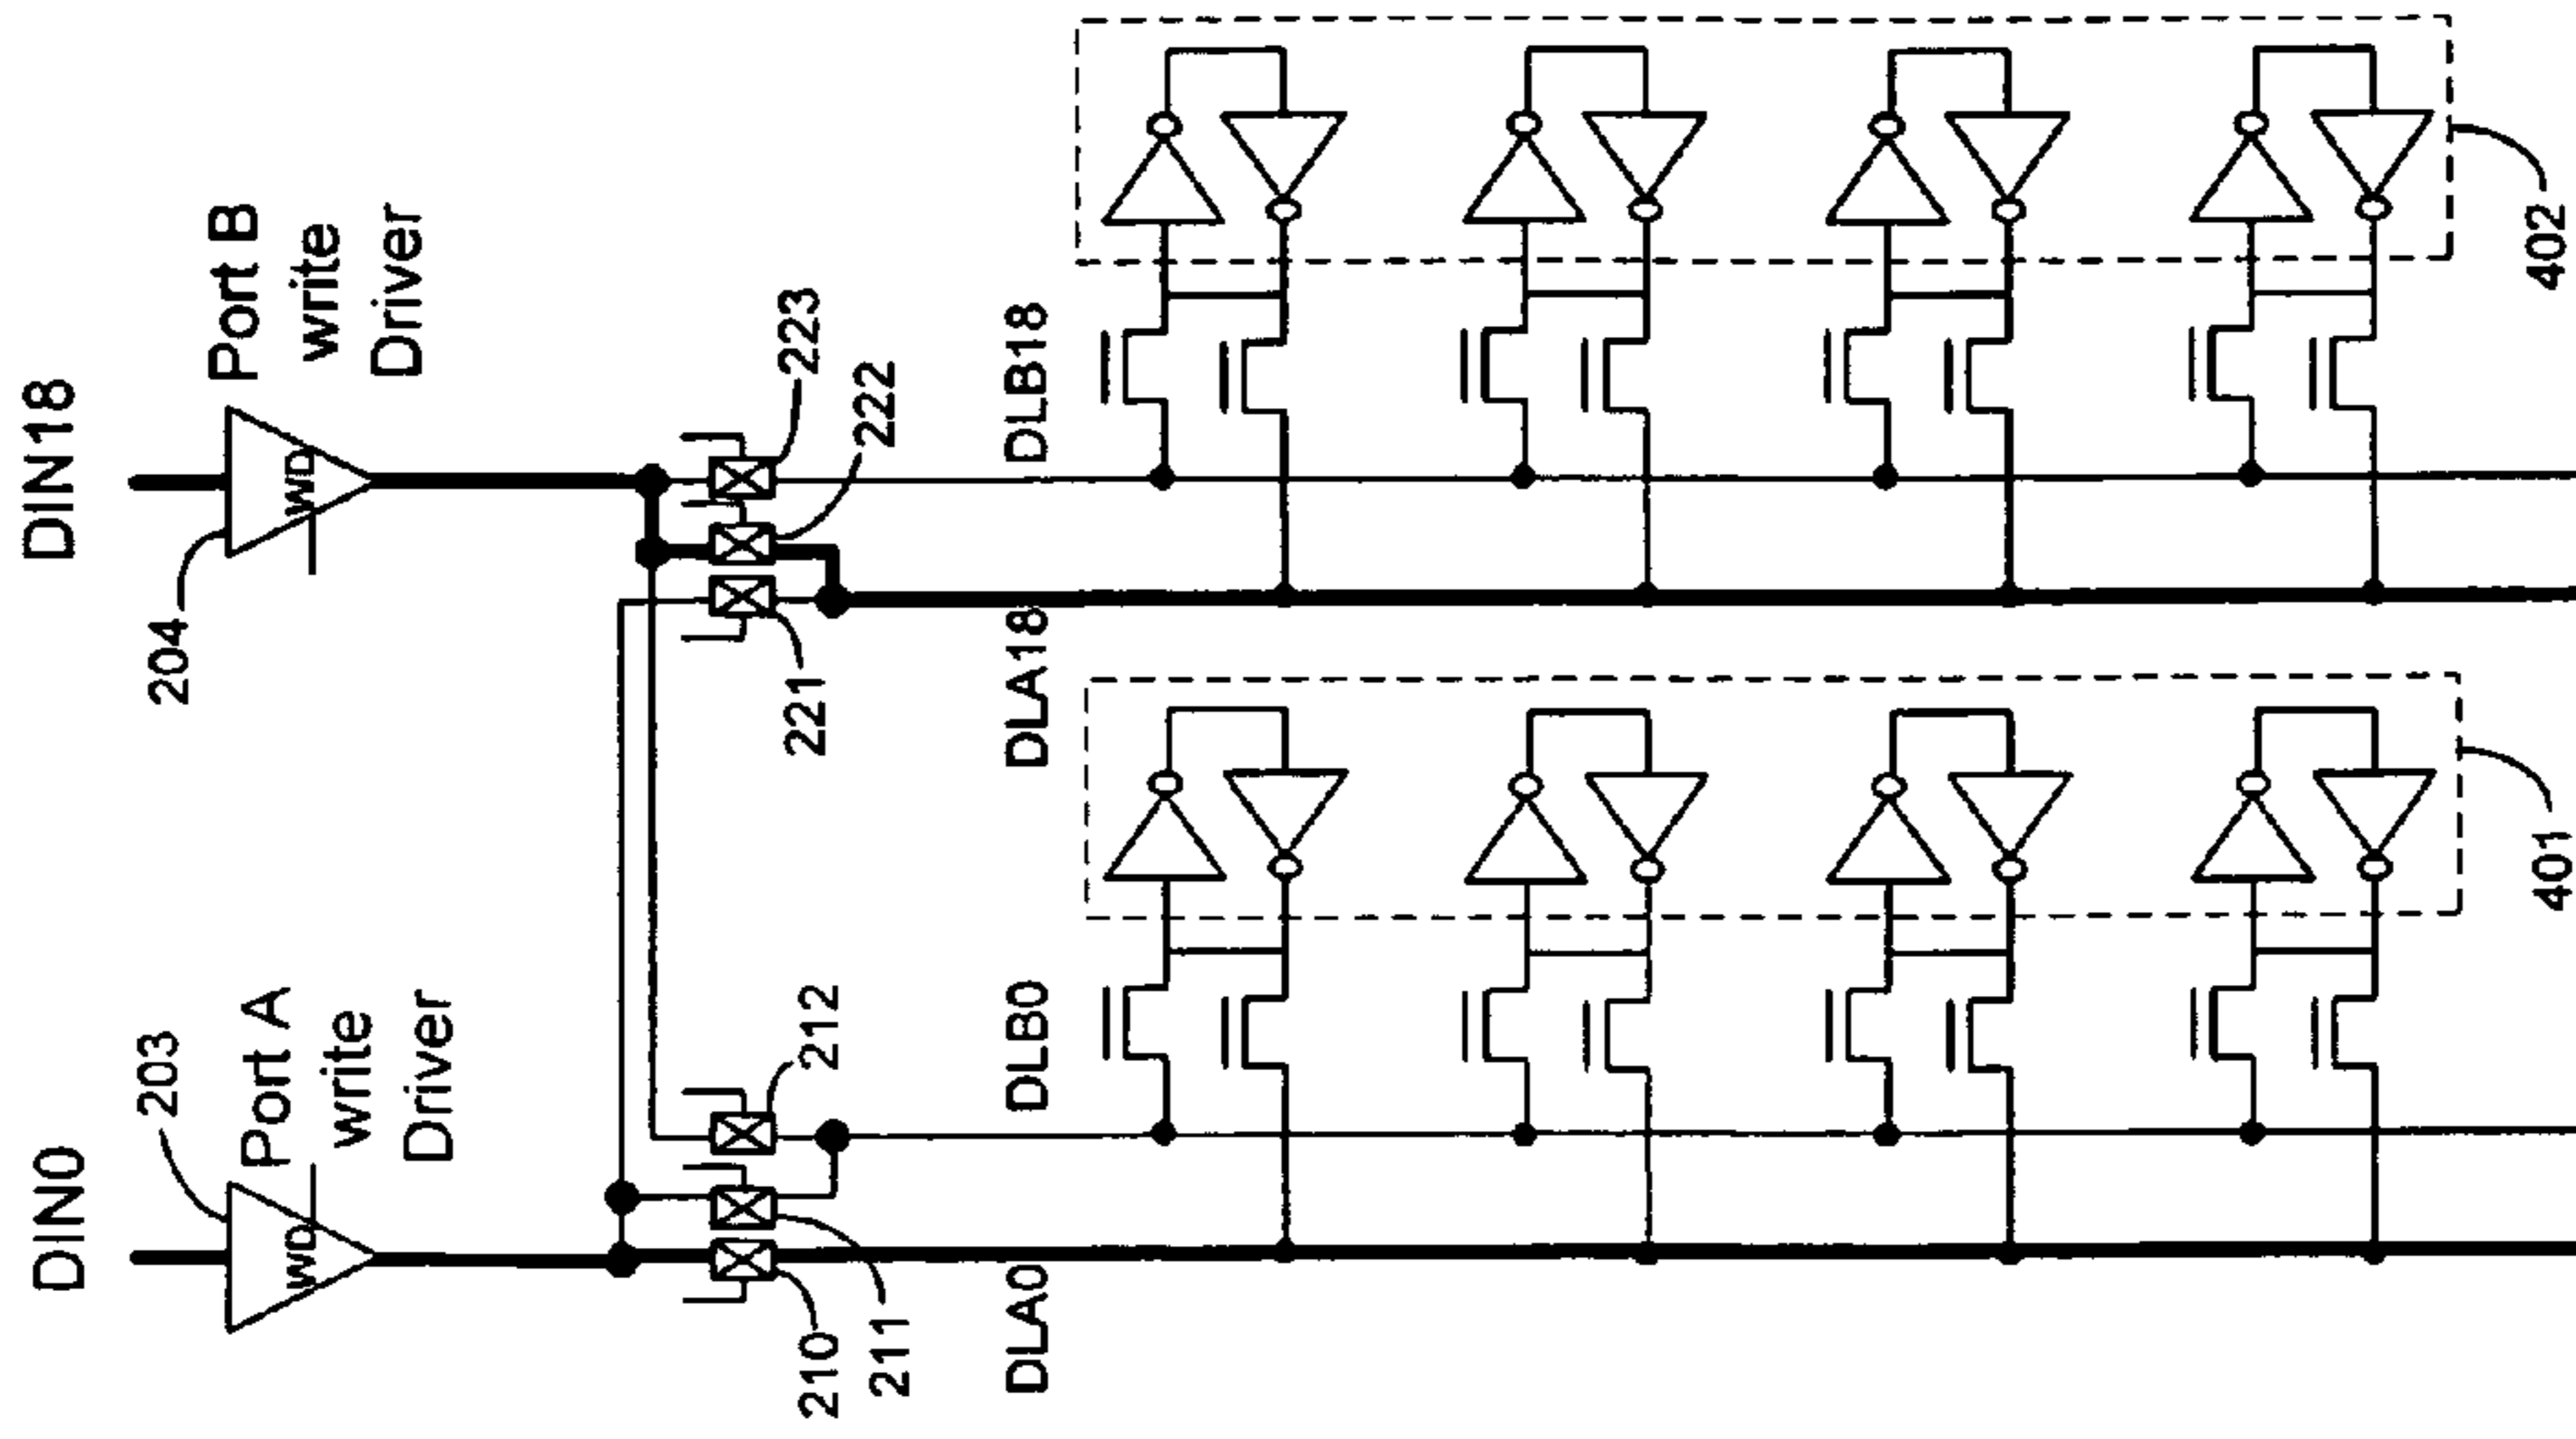 DIN0
DIN18
203
Port A
write
Driver
WD
204
Port B
write
Driver
WD
210
211
212
221
222
223
DLA0
DLB0
DLA18
DLB18
401
402